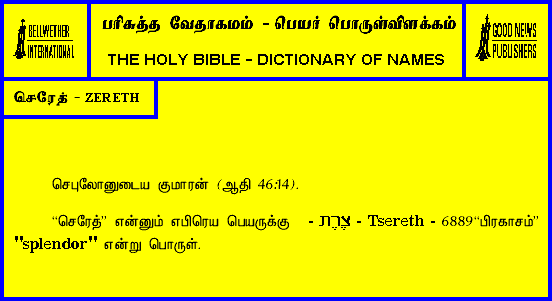 BELLWETHER
INTERNATIONAL
பரிசுத்த வேதாகமம் - பெயர் பொருள்விளக்கம்
THE HOLY BIBLE - DICTIONARY OF NAMES
GOOD NEWS
PUBLISHERS
செரேத் - ZERETH
செபுலோனுடைய குமாரன் (ஆதி 46:14).
“செரேத்” என்னும் எபிரெய பெயருக்கு - צֶרֶת - Tsereth - 6889“பிரகாசம்”
"splendor" என்று பொருள்.